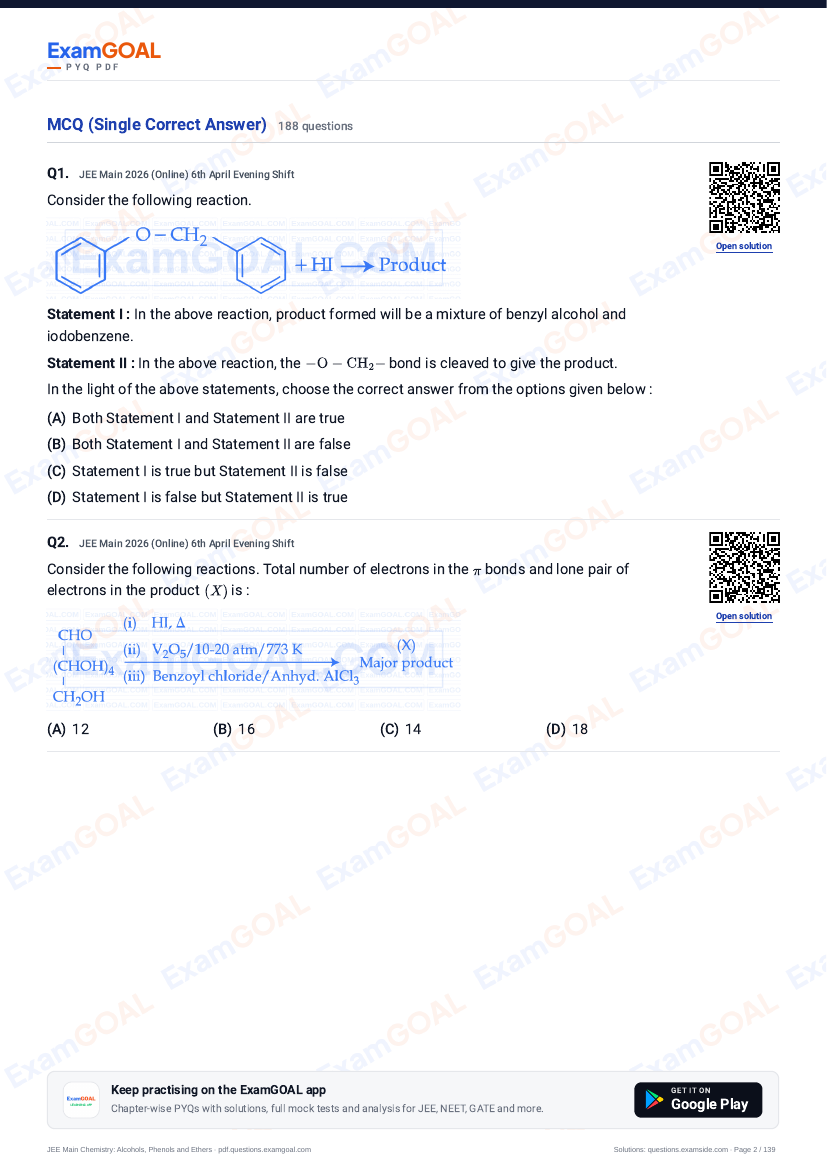 ExamGOAL
PYQ PDF
MCQ (Single Correct Answer) 188 questions
Q1. JEE Main 2026 (Online) 6th April Evening Shift
Consider the following reaction.
O − CH2
+ HI ⟶ Product
Statement I : In the above reaction, product formed will be a mixture of benzyl alcohol and
iodobenzene.
Statement II : In the above reaction, the −O − CH2− bond is cleaved to give the product.
In the light of the above statements, choose the correct answer from the options given below :
(A) Both Statement I and Statement II are true
(B) Both Statement I and Statement II are false
(C) Statement I is true but Statement II is false
(D) Statement I is false but Statement II is true
Open solution
Q2. JEE Main 2026 (Online) 6th April Evening Shift
Consider the following reactions. Total number of electrons in the π bonds and lone pair of
electrons in the product (X) is :
CHO
(CHOH)4
CH2OH
(i) HI, Δ
(ii) V2O5/10-20 atm/773 K
(iii) Benzoyl chloride/Anhyd. AlCl3
(X)
Major product
(A) 12 (B) 16 (C) 14 (D) 18
Open solution
ExamGOAL.COM
Keep practising on the ExamGOAL app
Chapter-wise PYQs with solutions, full mock tests and analysis for JEE, NEET, GATE and more.
GET IT ON
Google Play
JEE Main Chemistry: Alcohols, Phenols and Ethers · pdf.questions.examgoal.com
Solutions: questions.examside.com · Page 2 / 139